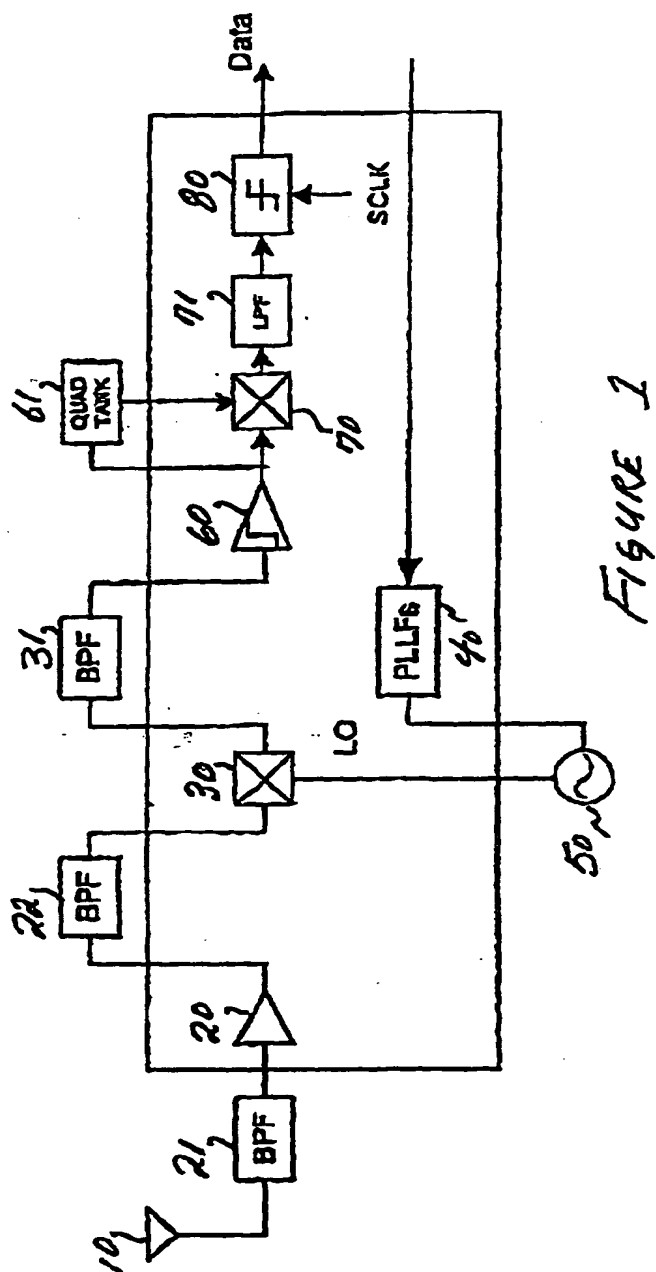 10
21
BPF
20
22
BPF
30
LO
31
BPF
60
61
QUAD
TANK
70
71
LPF
80
SCLK
Data
50
PLLFs
40
FIGURE 1